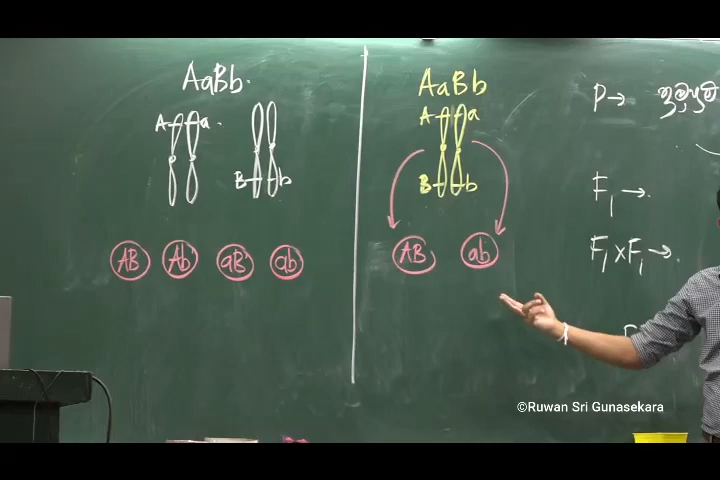 AaBb.
A a
B b
AB Ab aB ab
AaBb
A a
B b
AB ab
P→
F₁ →.
F₁ x F₁ →.
©Ruwan Sri Gunasekara